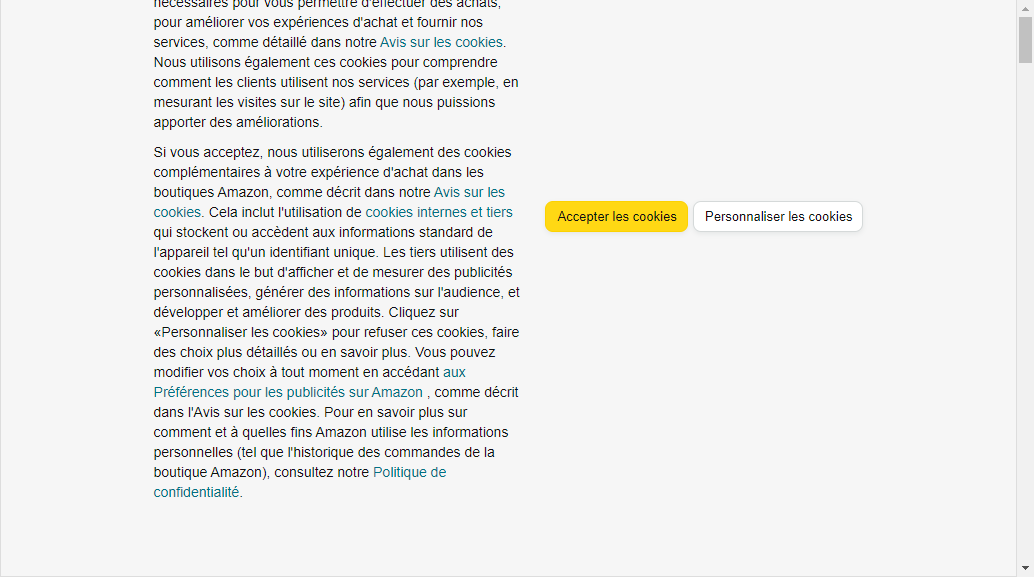 nécessaires pour vous permettre d'effectuer des achats,
pour améliorer vos expériences d'achat et fournir nos
services, comme détaillé dans notre Avis sur les cookies.
Nous utilisons également ces cookies pour comprendre
comment les clients utilisent nos services (par exemple, en
mesurant les visites sur le site) afin que nous puissions
apporter des améliorations.
Si vous acceptez, nous utiliserons également des cookies
complémentaires à votre expérience d'achat dans les
boutiques Amazon, comme décrit dans notre Avis sur les
cookies. Cela inclut l'utilisation de cookies internes et tiers
qui stockent ou accèdent aux informations standard de
l'appareil tel qu'un identifiant unique. Les tiers utilisent des
cookies dans le but d'afficher et de mesurer des publicités
personnalisées, générer des informations sur l'audience, et
développer et améliorer des produits. Cliquez sur
«Personnaliser les cookies» pour refuser ces cookies, faire
des choix plus détaillés ou en savoir plus. Vous pouvez
modifier vos choix à tout moment en accédant aux
Préférences pour les publicités sur Amazon , comme décrit
dans l'Avis sur les cookies. Pour en savoir plus sur
comment et à quelles fins Amazon utilise les informations
personnelles (tel que l'historique des commandes de la
boutique Amazon), consultez notre Politique de
confidentialité.
Accepter les cookies
Personnaliser les cookies